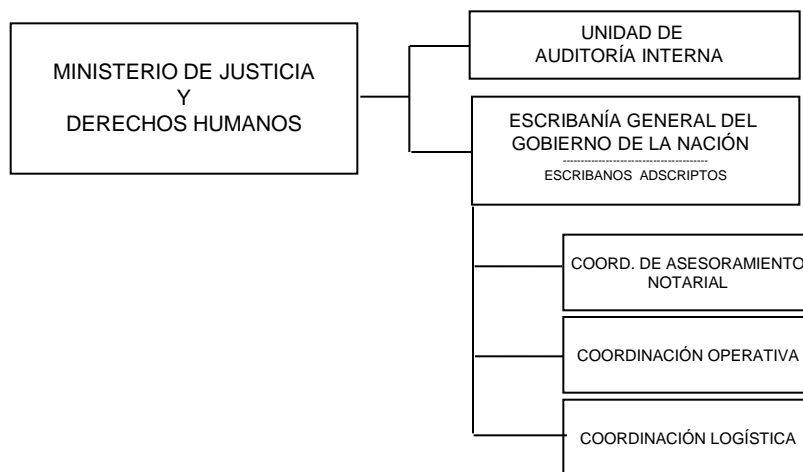 MINISTERIO DE JUSTICIA
Y
DERECHOS HUMANOS
UNIDAD DE
AUDITORÍA INTERNA
ESCRIBANÍA GENERAL DEL
GOBIERNO DE LA NACIÓN
ESCRIBANOS ADSCRIPTOS
COORD. DE ASESORAMIENTO
NOTARIAL
COORDINACIÓN OPERATIVA
COORDINACIÓN LOGÍSTICA